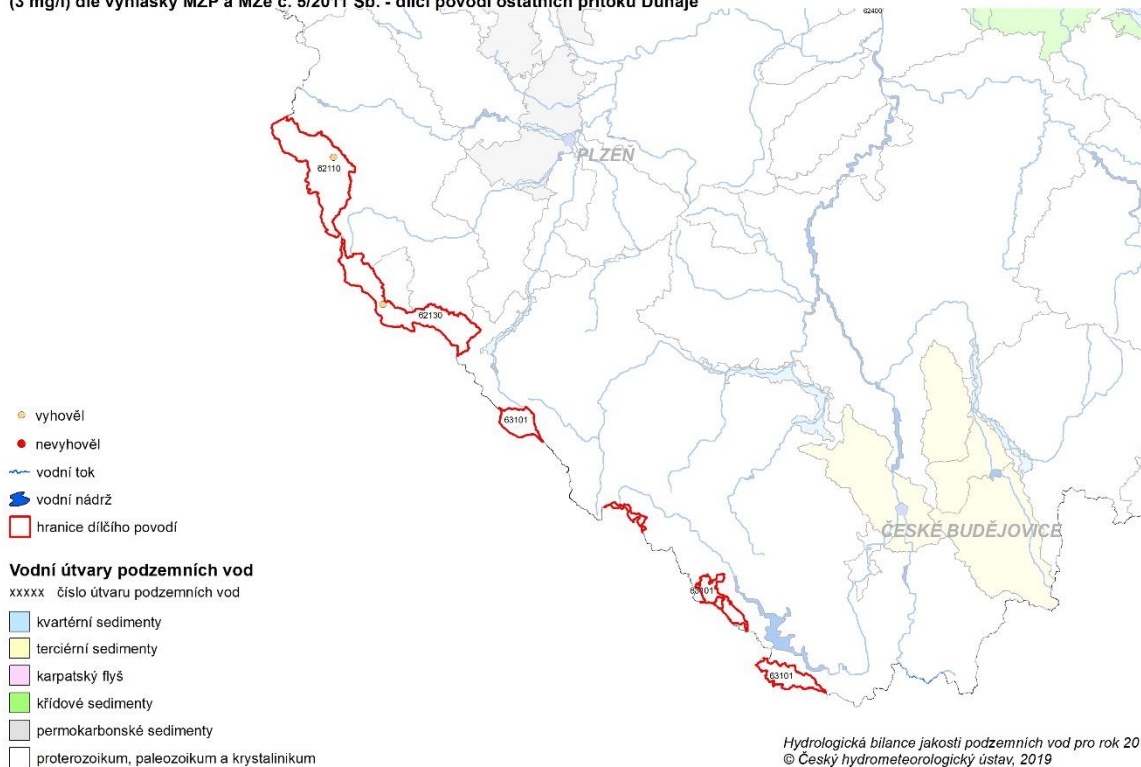 (3 mg/l) dle vyhlášky MŽP a MZe č. 5/2011 Sb. - dílčí povodí ostatních přítoků Dunaje
62400
PLZEŇ
62110
62130
63101
ČESKÉ BUDĚJOVICE
63101
63101
vyhověl
nevyhověl
vodní tok
vodní nádrž
hranice dílčího povodí
Vodní útvary podzemních vod
xxxxx číslo útvaru podzemních vod
kvartérní sedimenty
terciérní sedimenty
karpatský flyš
křídové sedimenty
permokarbonské sedimenty
proterozoikum, paleozoikum a krystalinikum
Hydrologická bilance jakosti podzemních vod pro rok 20
© Český hydrometeorologický ústav, 2019